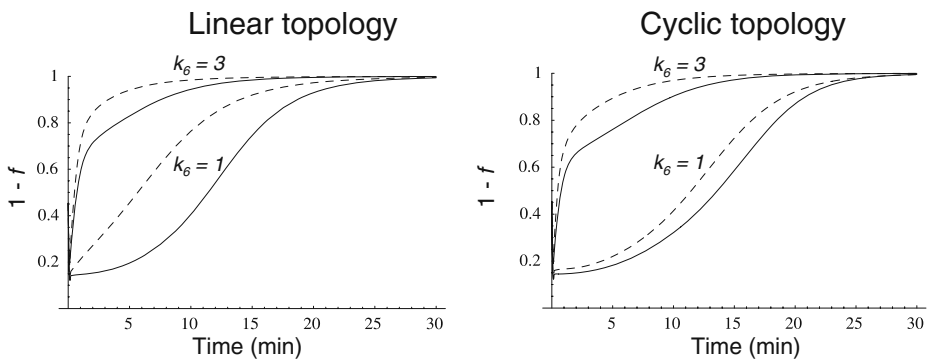 Linear topology
k6 = 3
1
0.8
0.6
k6 = 1
0.4
0.2
1 - f
5
10
15
20
25
30
Time (min)
Cyclic topology
k6 = 3
1
0.8
0.6
k6 = 1
0.4
0.2
1 - f
5
10
15
20
25
30
Time (min)